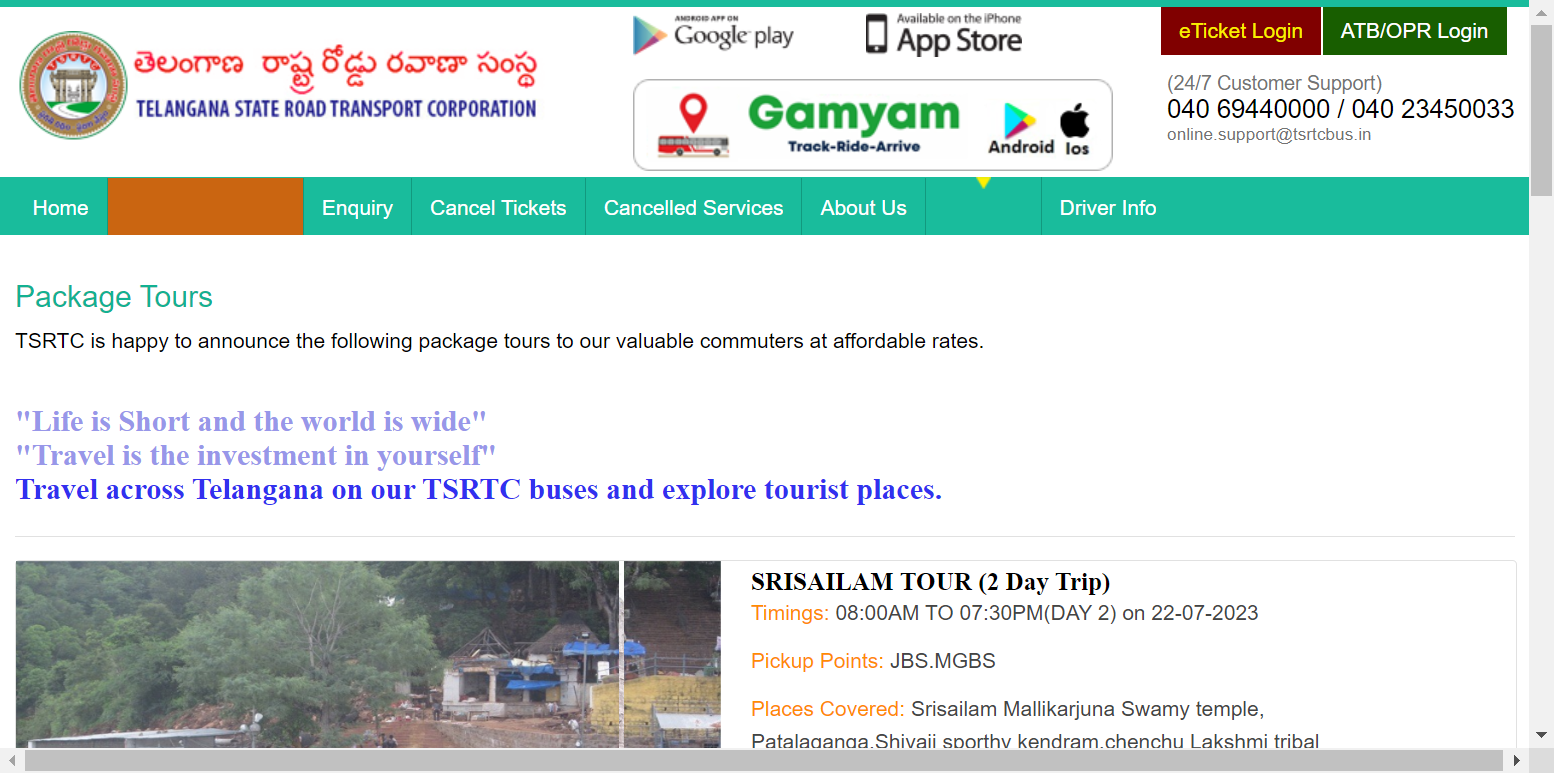 తెలంగాణ రాష్ట్ర రోడ్డు రవాణా సంస్థ
TELANGANA STATE ROAD TRANSPORT CORPORATION
ANDROID APP ON
Google play
Available on the iPhone
App Store
Gamyam
Track-Ride-Arrive
Android Ios
eTicket Login ATB/OPR Login
(24/7 Customer Support)
040 69440000 / 040 23450033
online.support@tsrtcbus.in
Home Enquiry Cancel Tickets Cancelled Services About Us Driver Info
Package Tours
TSRTC is happy to announce the following package tours to our valuable commuters at affordable rates.
"Life is Short and the world is wide"
"Travel is the investment in yourself"
Travel across Telangana on our TSRTC buses and explore tourist places.
SRISAILAM TOUR (2 Day Trip)
Timings: 08:00AM TO 07:30PM(DAY 2) on 22-07-2023
Pickup Points: JBS.MGBS
Places Covered: Srisailam Mallikarjuna Swamy temple,
Patalaganga,Shivaji sporthy kendram,chenchu Lakshmi tribal